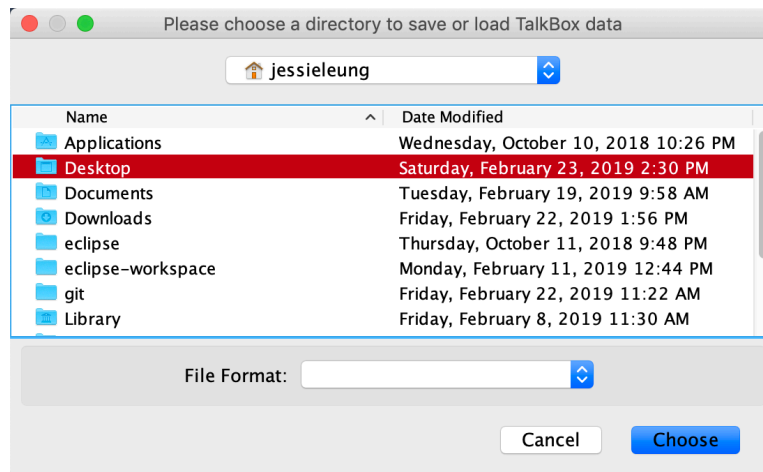 Please choose a directory to save or load TalkBox data
jessieleung
Name Date Modified
Applications Wednesday, October 10, 2018 10:26 PM
Desktop Saturday, February 23, 2019 2:30 PM
Documents Tuesday, February 19, 2019 9:58 AM
Downloads Friday, February 22, 2019 1:56 PM
eclipse Thursday, October 11, 2018 9:48 PM
eclipse-workspace Monday, February 11, 2019 12:44 PM
git Friday, February 22, 2019 11:22 AM
Library Friday, February 8, 2019 11:30 AM
File Format:
Cancel Choose